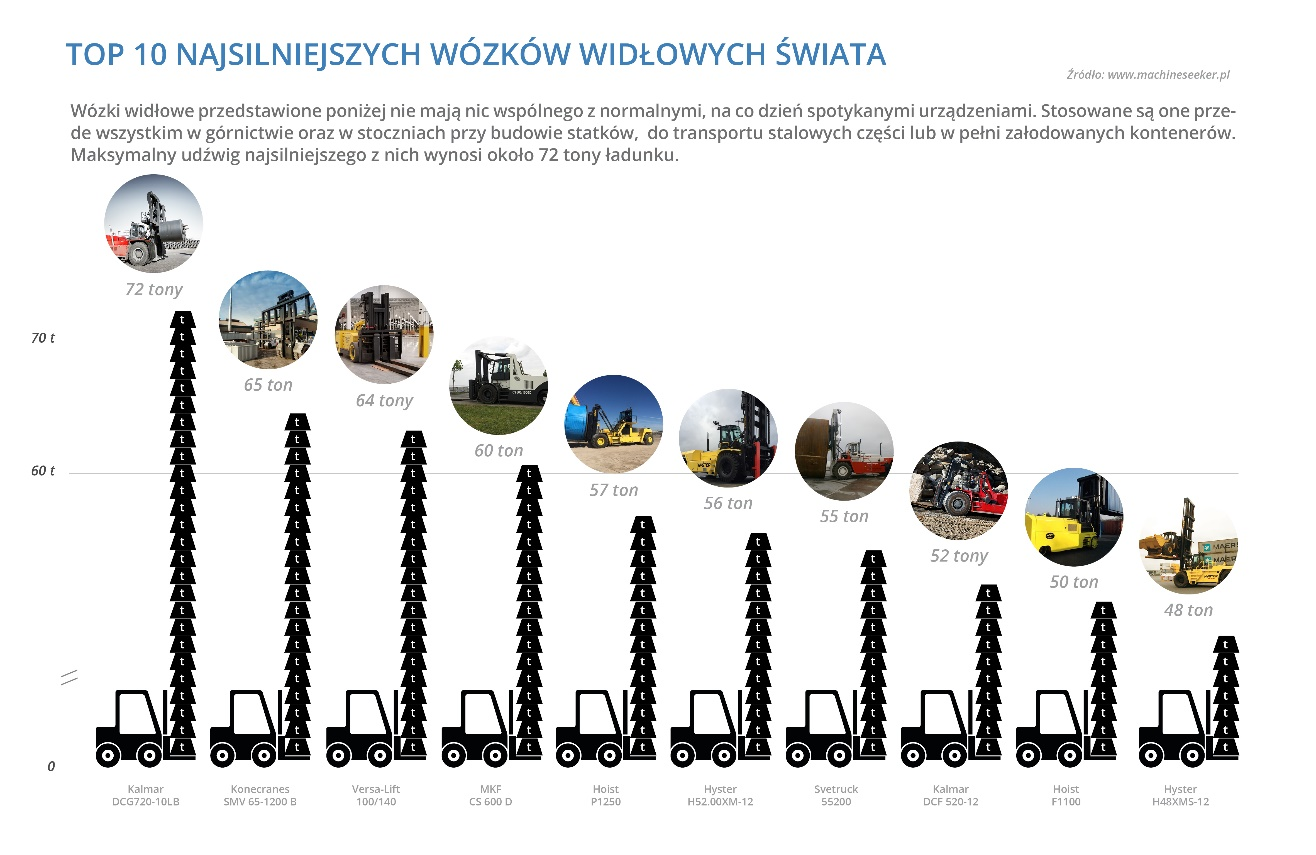 TOP 10 NAJSILNIEJSZYCH WÓZKÓW WIDŁOWYCH ŚWIATA
Źródło: www.machineseeker.pl
Wózki widłowe przedstawione poniżej nie mają nic wspólnego z normalnymi, na co dzień spotykanymi urządzeniami. Stosowane są one prze-
de wszystkim w górnictwie oraz w stoczniach przy budowie statków, do transportu stalowych części lub w pełni załodowanych kontenerów.
Maksymalny udźwig najsilniejszego z nich wynosi około 72 tony ładunku.
72 tony
65 ton
64 tony
60 ton
57 ton
56 ton
55 ton
52 tony
50 ton
48 ton
70 t
60 t
0
Kalmar
DCG720-10LB
Konecranes
SMV 65-1200 B
Versa-Lift
100/140
MKF
CS 600 D
Holst
P1250
Hyster
H52.00XM-12
Svetruck
55200
Kalmar
DCF 520-12
Holst
F1100
Hyster
H48XMS-12